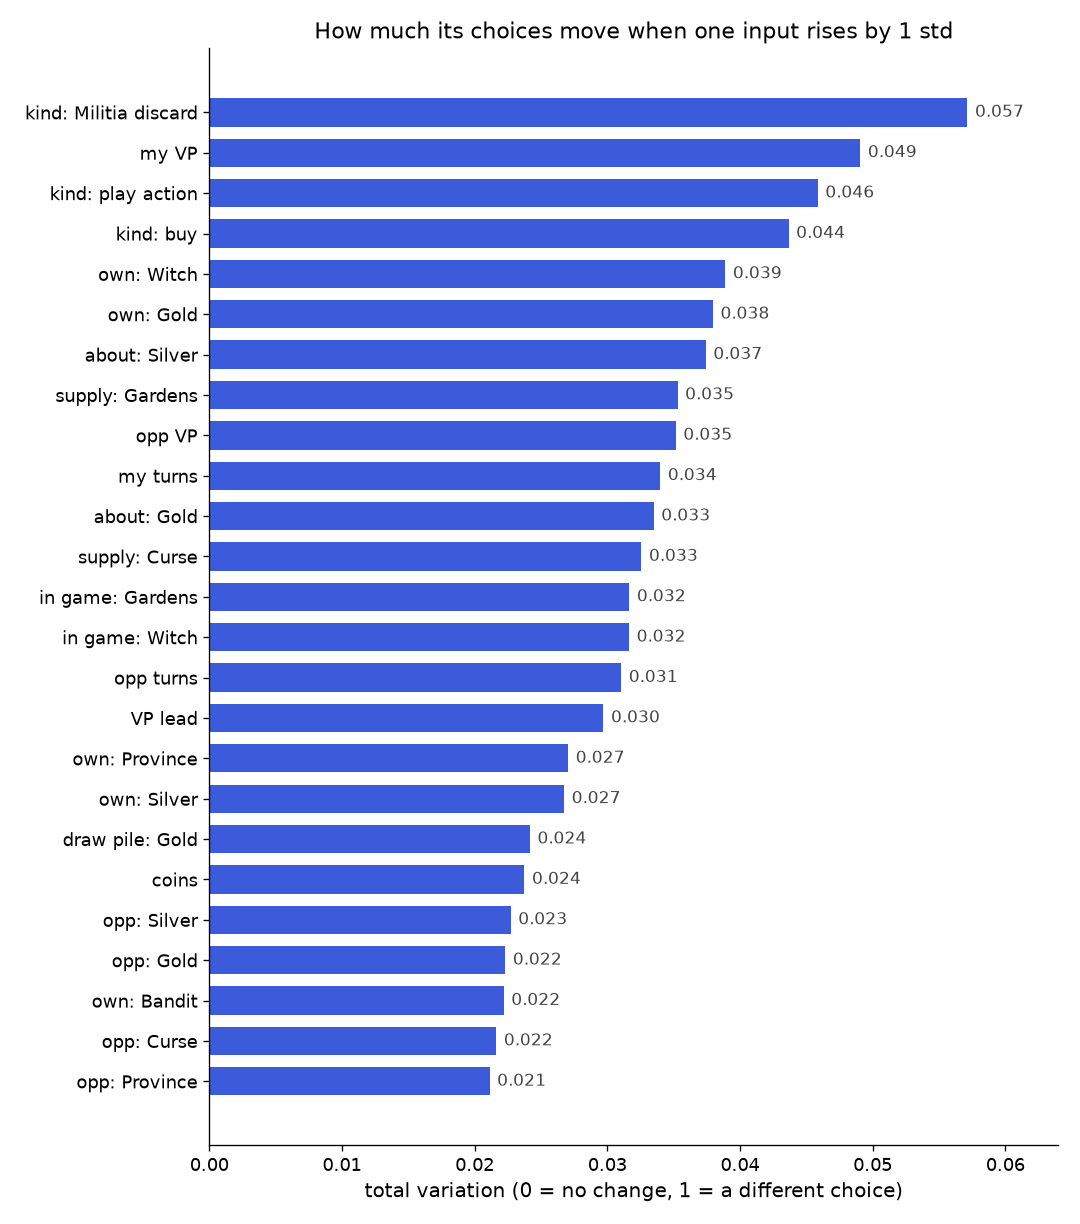 How much its choices move when one input rises by 1 std
kind: Militia discard 0.057
my VP 0.049
kind: play action 0.046
kind: buy 0.044
own: Witch 0.039
own: Gold 0.038
about: Silver 0.037
supply: Gardens 0.035
opp VP 0.035
my turns 0.034
about: Gold 0.033
supply: Curse 0.033
in game: Gardens 0.032
in game: Witch 0.032
opp turns 0.031
VP lead 0.030
own: Province 0.027
own: Silver 0.027
draw pile: Gold 0.024
coins 0.024
opp: Silver 0.023
opp: Gold 0.022
own: Bandit 0.022
opp: Curse 0.022
opp: Province 0.021
0.00 0.01 0.02 0.03 0.04 0.05 0.06
total variation (0 = no change, 1 = a different choice)